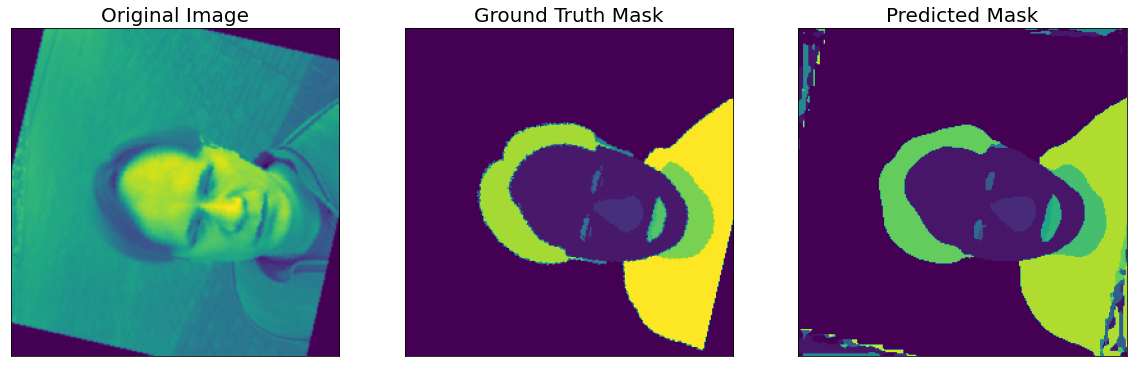 Original Image
Ground Truth Mask
Predicted Mask